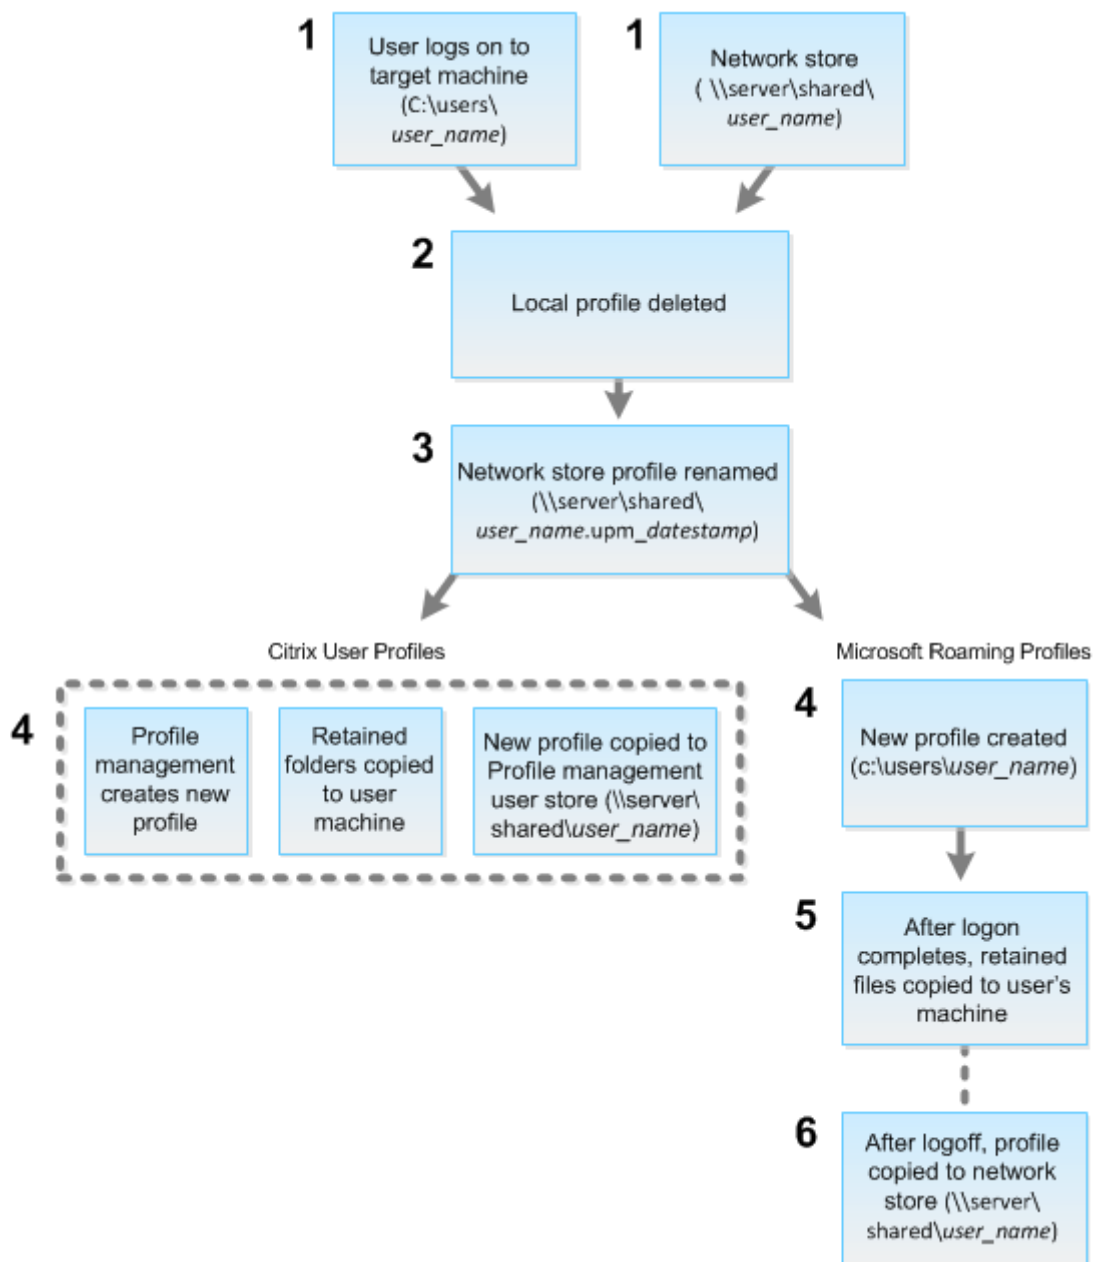 1
User logs on to
target machine
(C:\users\
user_name)
1
Network store
( \\server\shared\
user_name)
2
Local profile deleted
3
Network store profile renamed
(\\server\shared\
user_name.upm_datestamp)
Citrix User Profiles
4
Profile
management
creates new
profile
Retained
folders copied
to user
machine
New profile copied to
Profile management
user store (\\server\
shared\user_name)
Microsoft Roaming Profiles
4
New profile created
(c:\users\user_name)
5
After logon
completes, retained
files copied to user's
machine
6
After logoff, profile
copied to network
store (\\server\
shared\user_name)